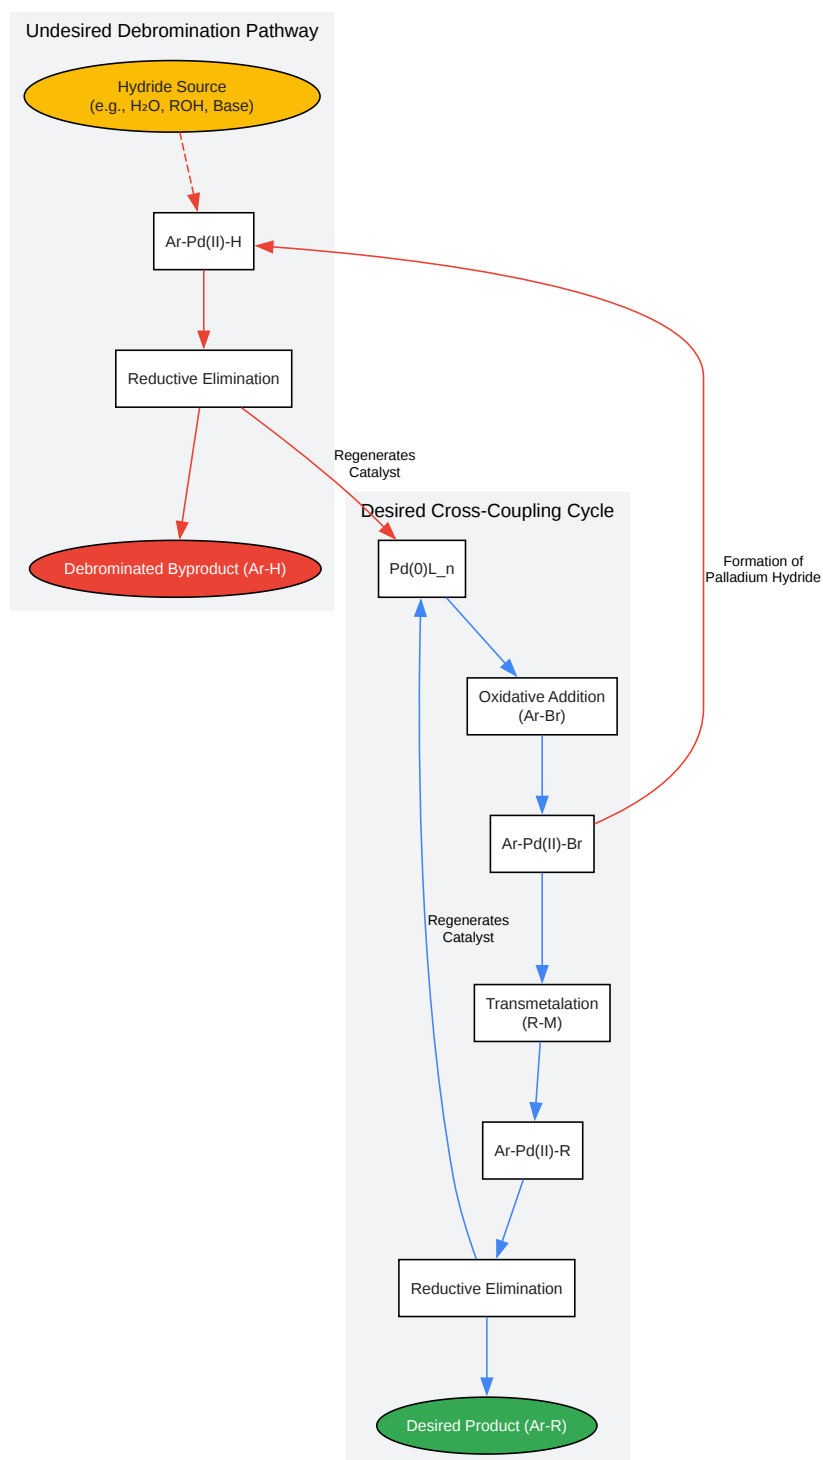 Undesired Debromination Pathway
Hydride Source
(e.g., H₂O, ROH, Base)
Ar-Pd(II)-H
Reductive Elimination
Regenerates
Catalyst
Desired Cross-Coupling Cycle
Debrominated Byproduct (Ar-H)
Pd(0)L_n
Formation of
Palladium Hydride
Oxidative Addition
(Ar-Br)
Ar-Pd(II)-Br
Regenerates
Catalyst
Transmetalation
(R-M)
Ar-Pd(II)-R
Reductive Elimination
Desired Product (Ar-R)